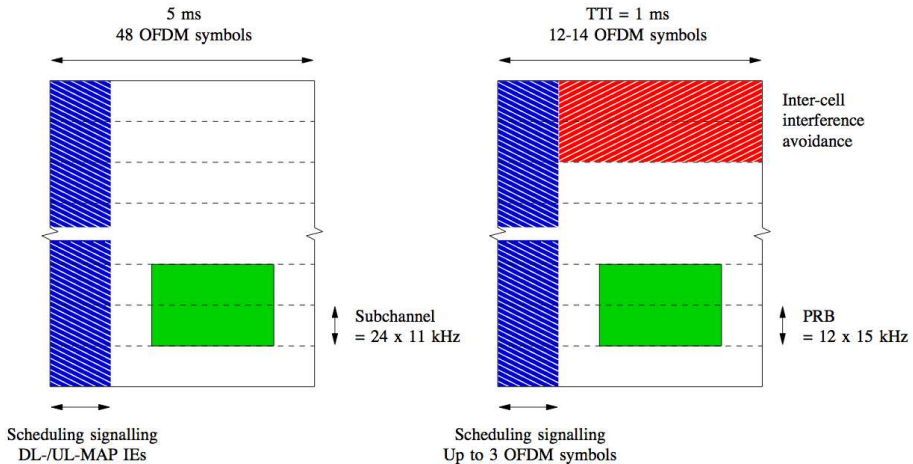 5 ms
48 OFDM symbols
TTI = 1 ms
12-14 OFDM symbols
Inter-cell
interference
avoidance
Subchannel
= 24 x 11 kHz
PRB
= 12 x 15 kHz
Scheduling signalling
DL-/UL-MAP IEs
Scheduling signalling
Up to 3 OFDM symbols